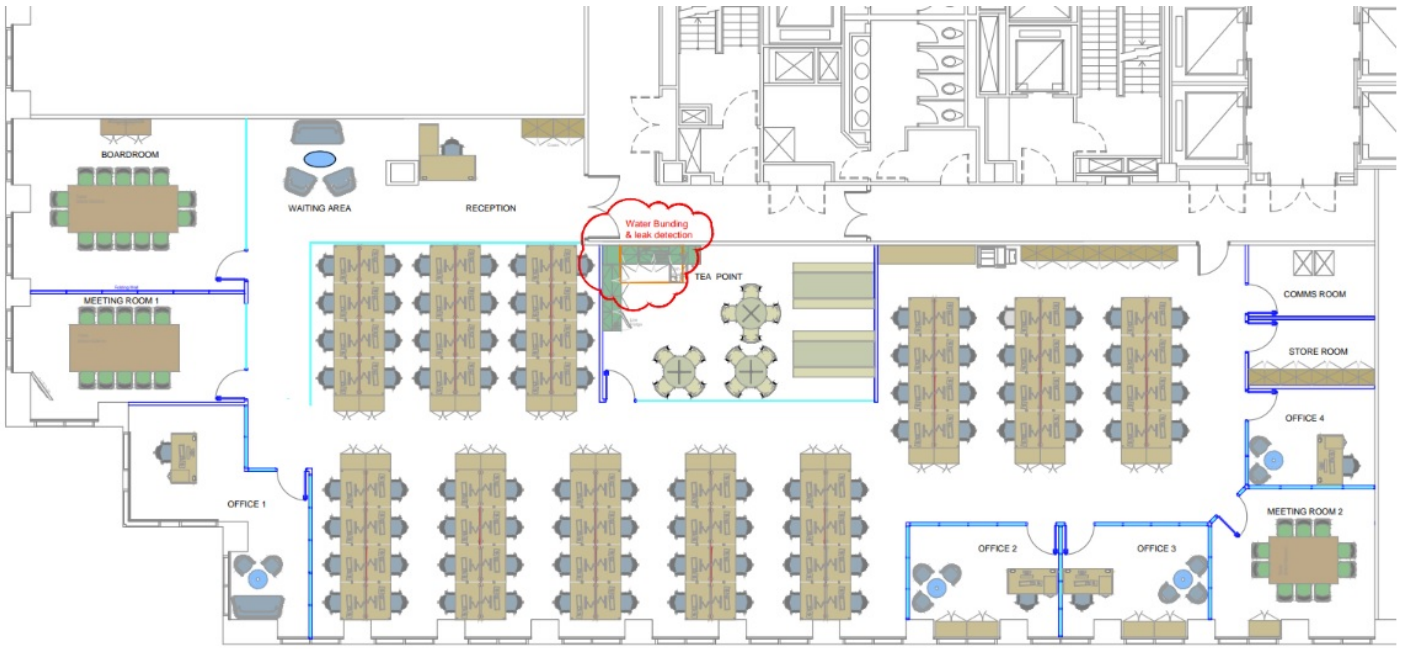 BOARDROOM
WAITING AREA
RECEPTION
Water Bunding
& leak detection
TEA POINT
MEETING ROOM 1
COMMS ROOM
STORE ROOM
OFFICE 4
OFFICE 1
MEETING ROOM 2
OFFICE 2
OFFICE 3